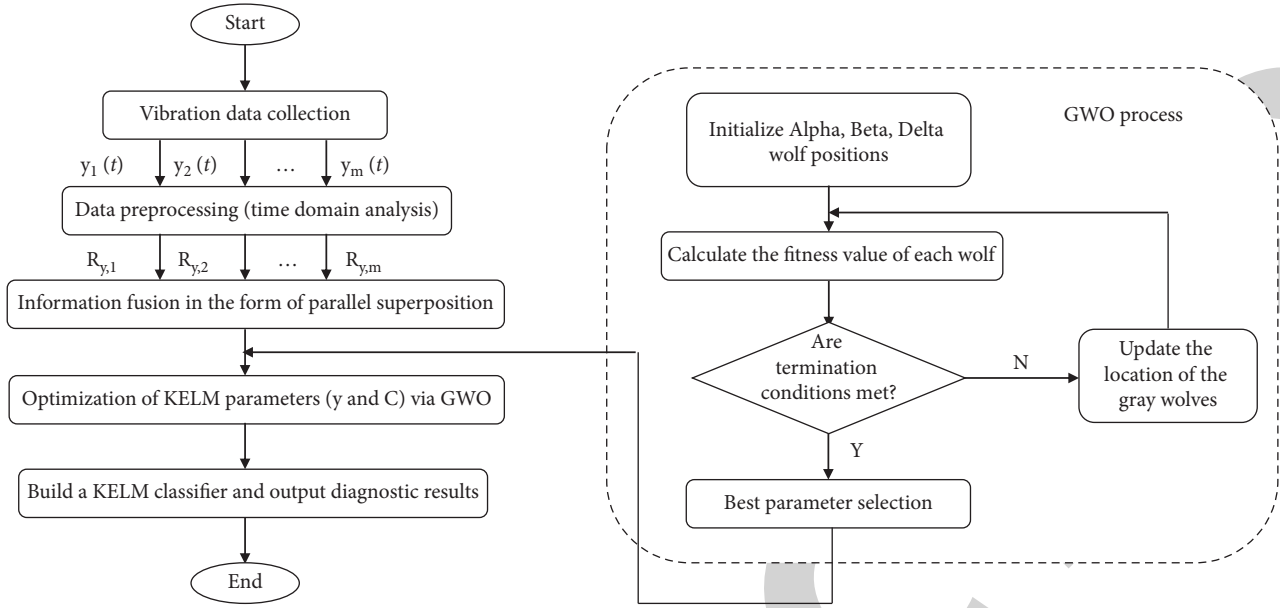 Start
Vibration data collection
y1 (t) y2 (t) … ym (t)
Data preprocessing (time domain analysis)
Ry,1 Ry,2 … Ry,m
Information fusion in the form of parallel superposition
Optimization of KELM parameters (y and C) via GWO
Build a KELM classifier and output diagnostic results
End
GWO process
Initialize Alpha, Beta, Delta
wolf positions
Calculate the fitness value of each wolf
Are
termination
conditions met?
N
Update the
location of the
gray wolves
Y
Best parameter selection